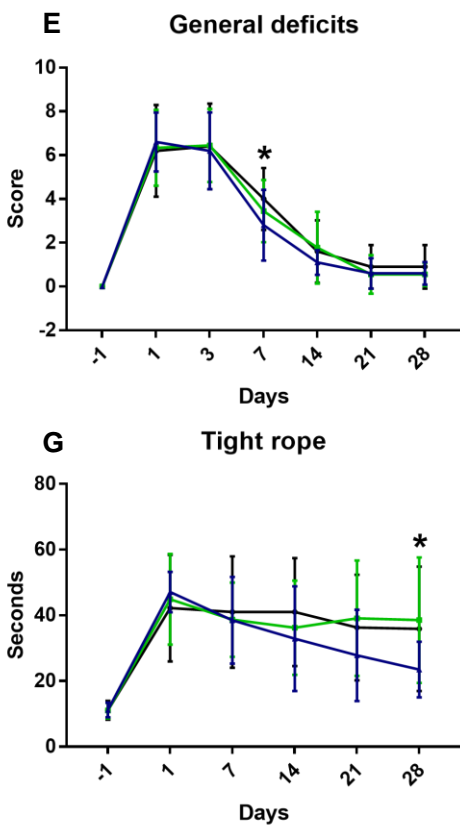 E General deficits
10
8
6
4
2
0
-2
Score
*
-1 1 3 7 14 21 28
Days
G Tight rope
80
60
40
20
0
Seconds
*
-1 1 7 14 21 28
Days